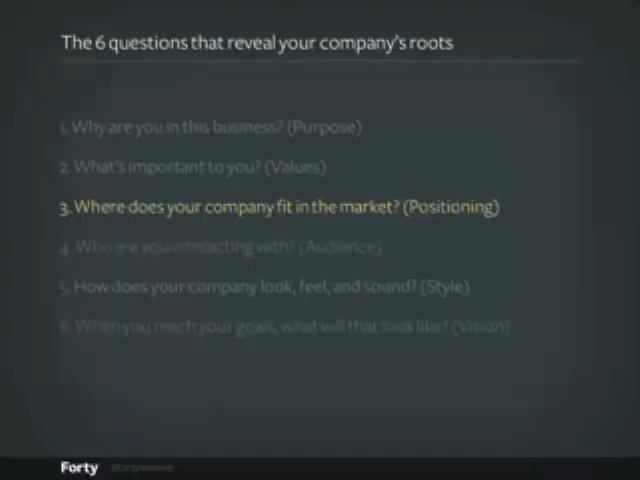 The 6 questions that reveal your company's roots
1. Why are you in this business? (Purpose)
2. What's important to you? (Values)
3. Where does your company fit in the market? (Positioning)
4. Who are you interacting with? (Audience)
5. How does your company look, feel, and sound? (Style)
6. When you reach your goals, what will that look like? (Vision)
Forty